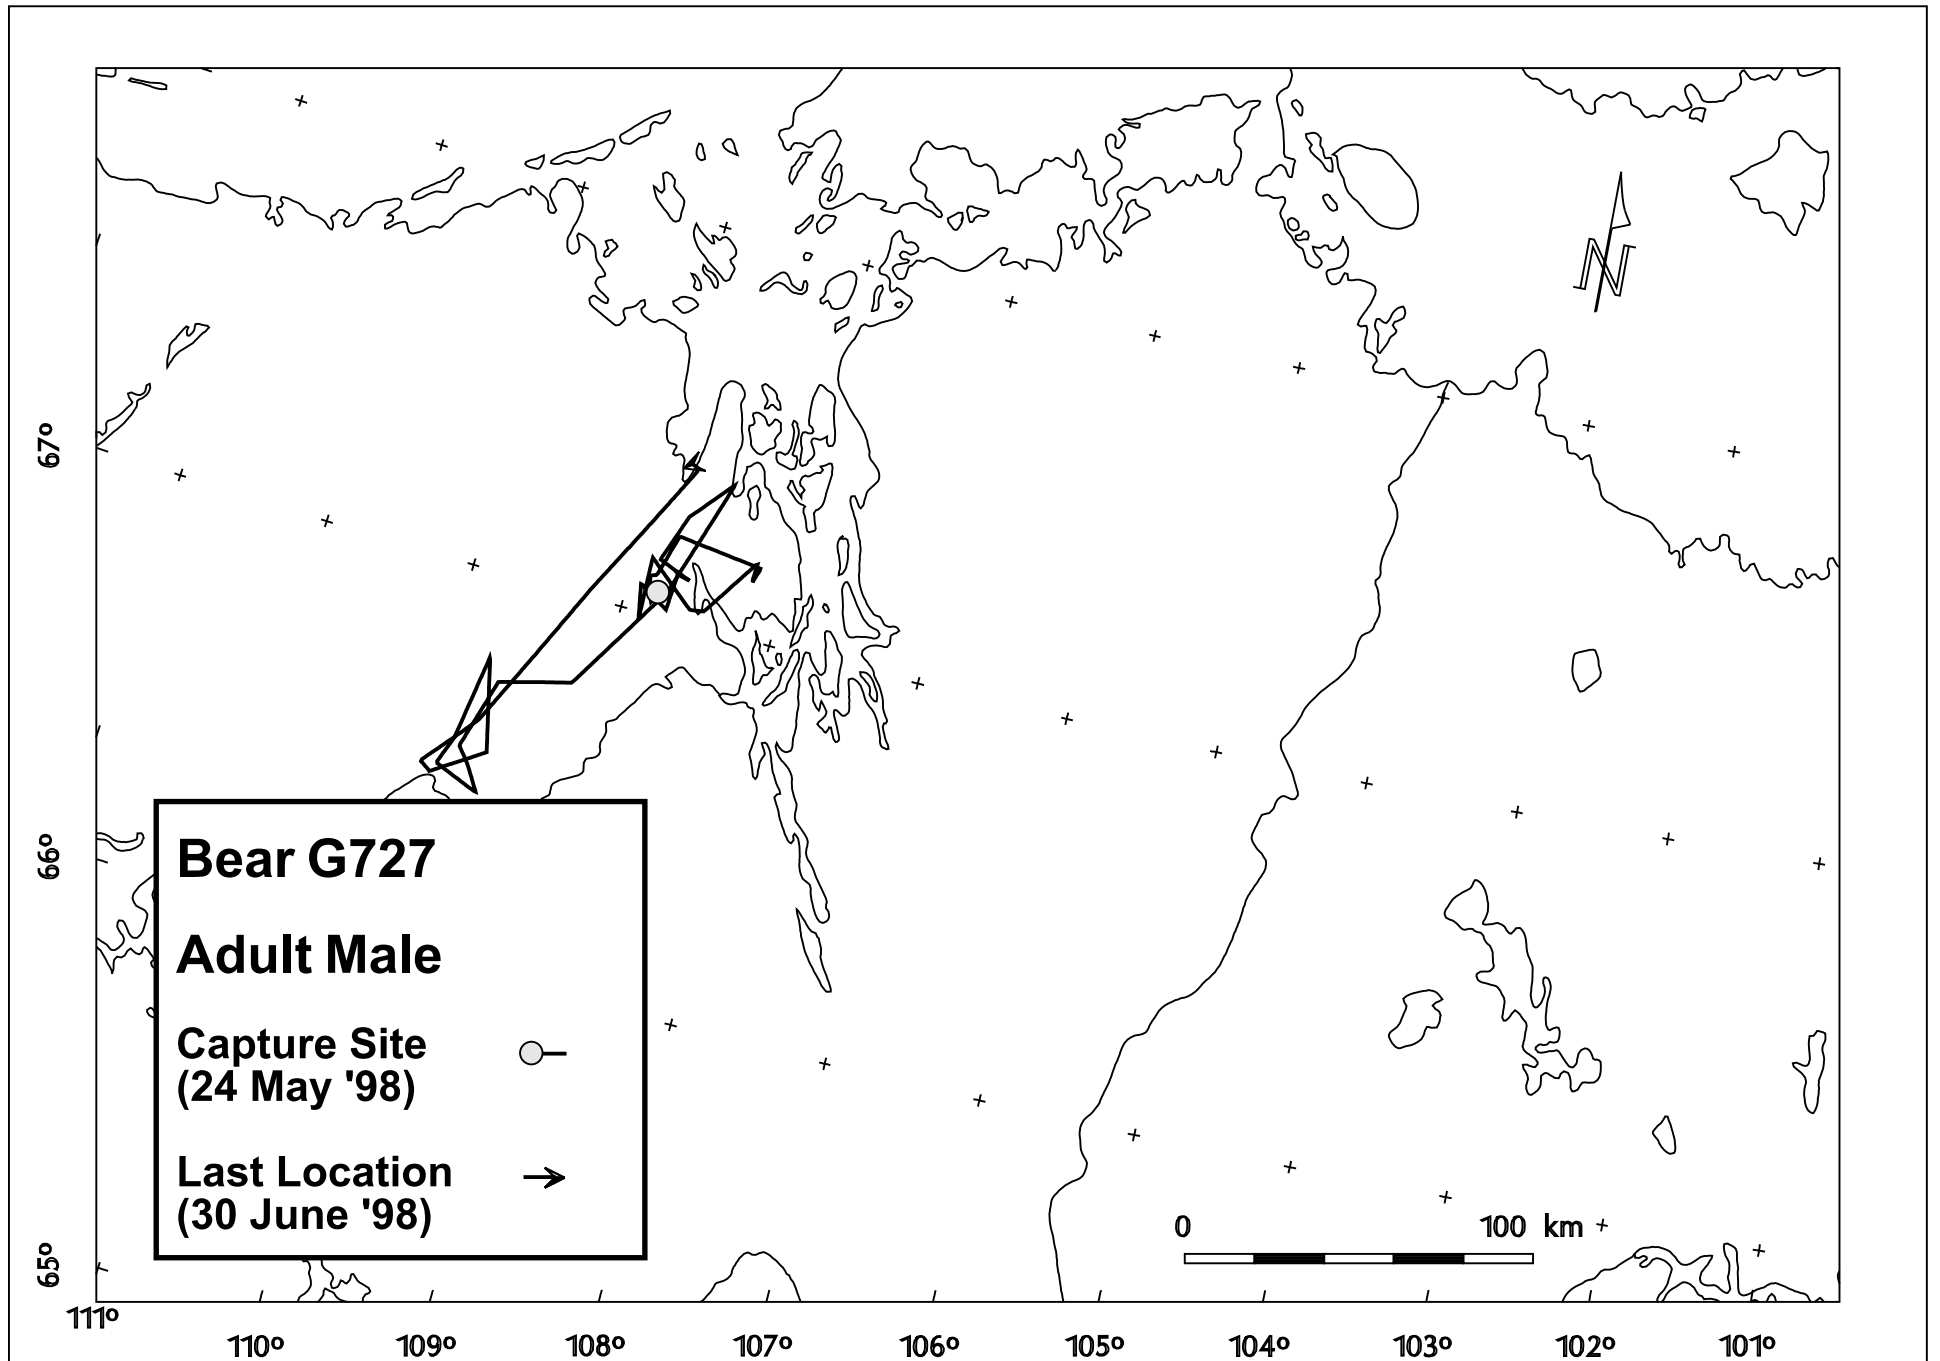 N
67º
66º
65º
Bear G727
Adult Male
Capture Site
(24 May '98)
Last Location
(30 June '98)
0 100 km
111º
110º 109º 108º 107º 106º 105º 104º 103º 102º 101º